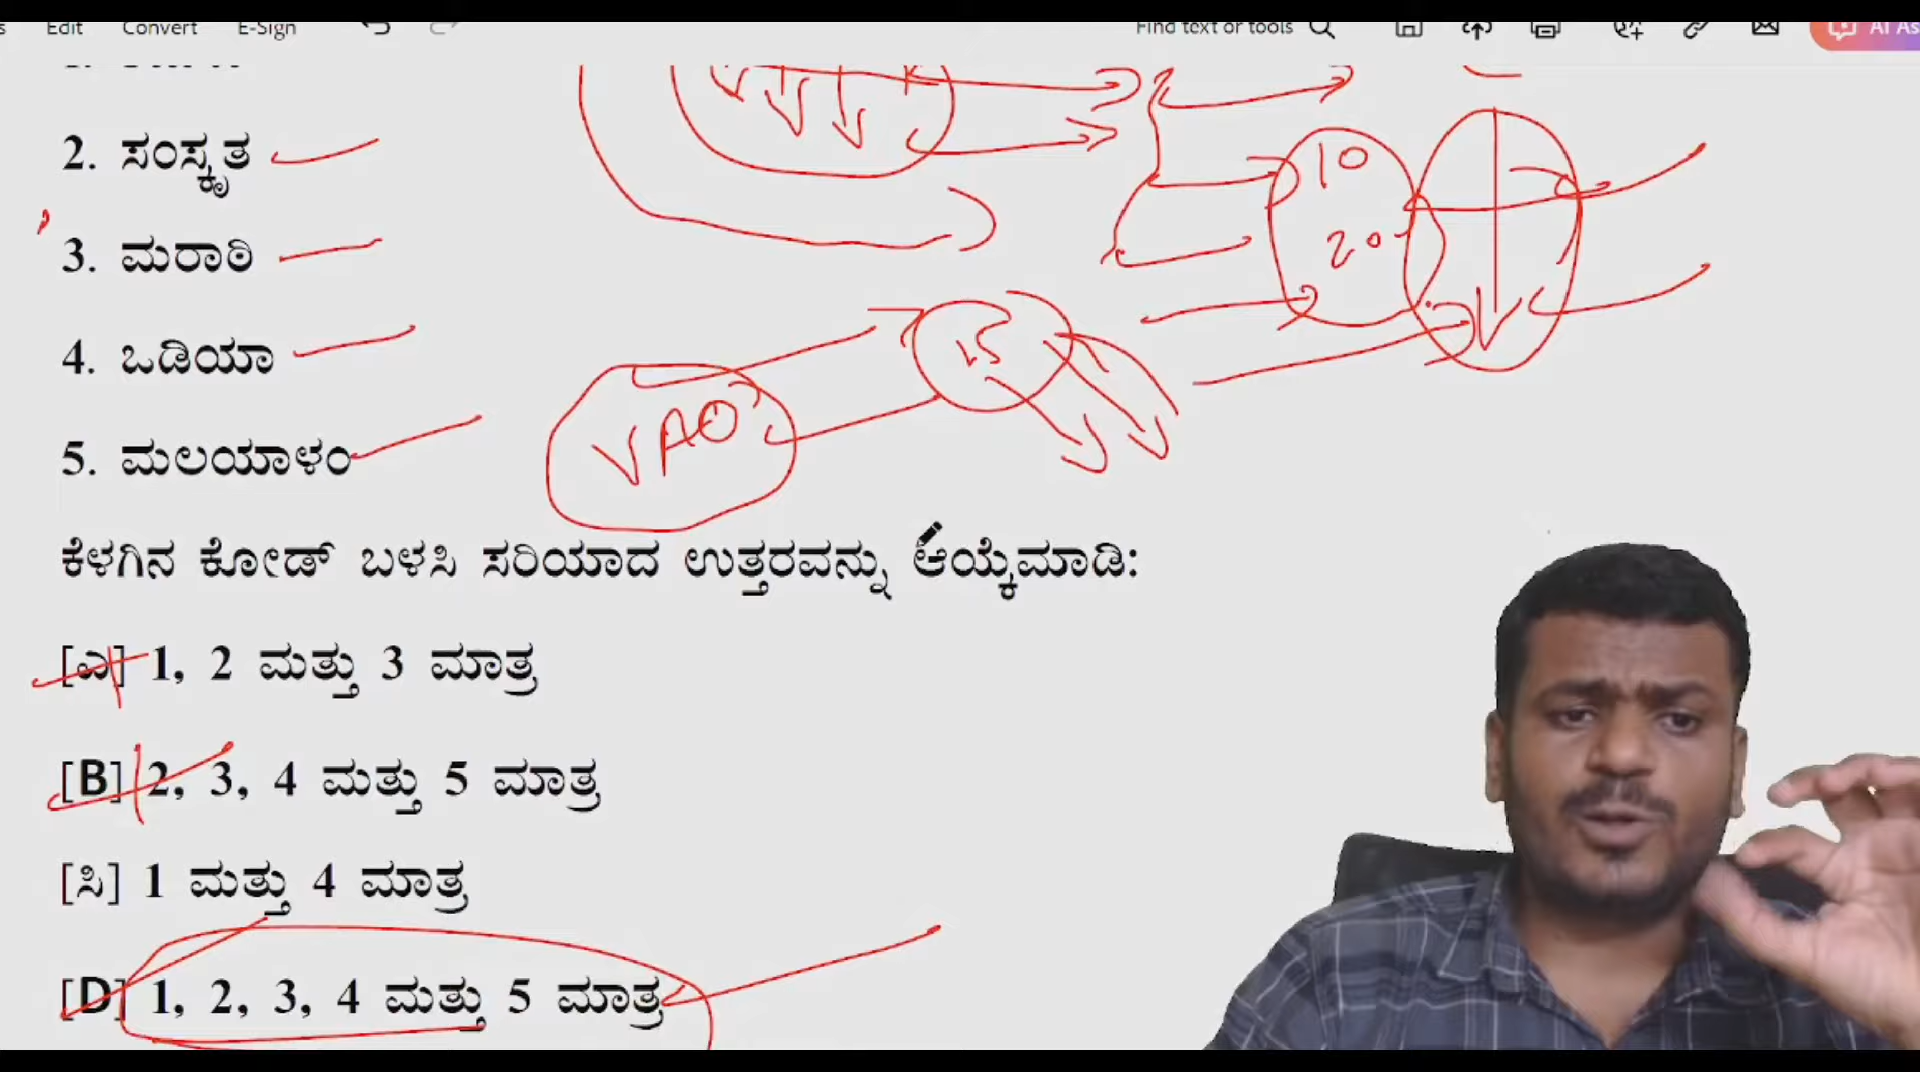 Edit Convert E-Sign Find text or tools
2. ಸಂಸ್ಕೃತ
3. ಮರಾಠಿ
4. ಒಡಿಯಾ
5. ಮಲಯಾಳಂ
10
20
15
VAO
ಕೆಳಗಿನ ಕೋಡ್ ಬಳಸಿ ಸರಿಯಾದ ಉತ್ತರವನ್ನು ಆಯ್ಕೆಮಾಡಿ:
[ಎ] 1, 2 ಮತ್ತು 3 ಮಾತ್ರ
[B] 2, 3, 4 ಮತ್ತು 5 ಮಾತ್ರ
[ಸಿ] 1 ಮತ್ತು 4 ಮಾತ್ರ
[D] 1, 2, 3, 4 ಮತ್ತು 5 ಮಾತ್ರ